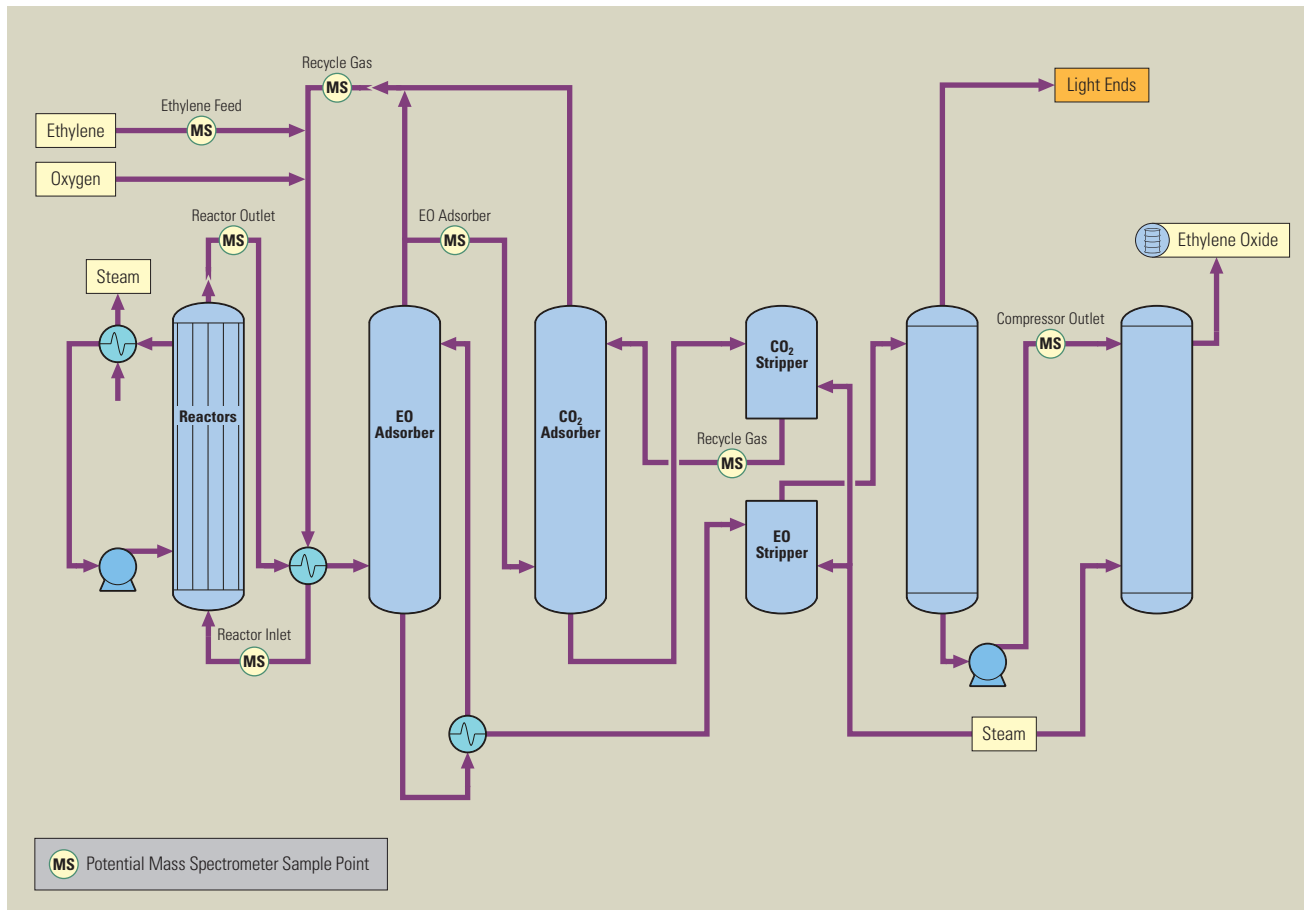 Recycle Gas
MS
Light Ends
Ethylene Feed
Ethylene
MS
Oxygen
Reactor Outlet
MS
EO Adsorber
MS
Ethylene Oxide
Steam
Compressor Outlet
MS
CO₂
Stripper
Reactors
EO
Adsorber
CO₂
Adsorber
Recycle Gas
MS
EO
Stripper
Reactor Inlet
MS
Steam
MS Potential Mass Spectrometer Sample Point